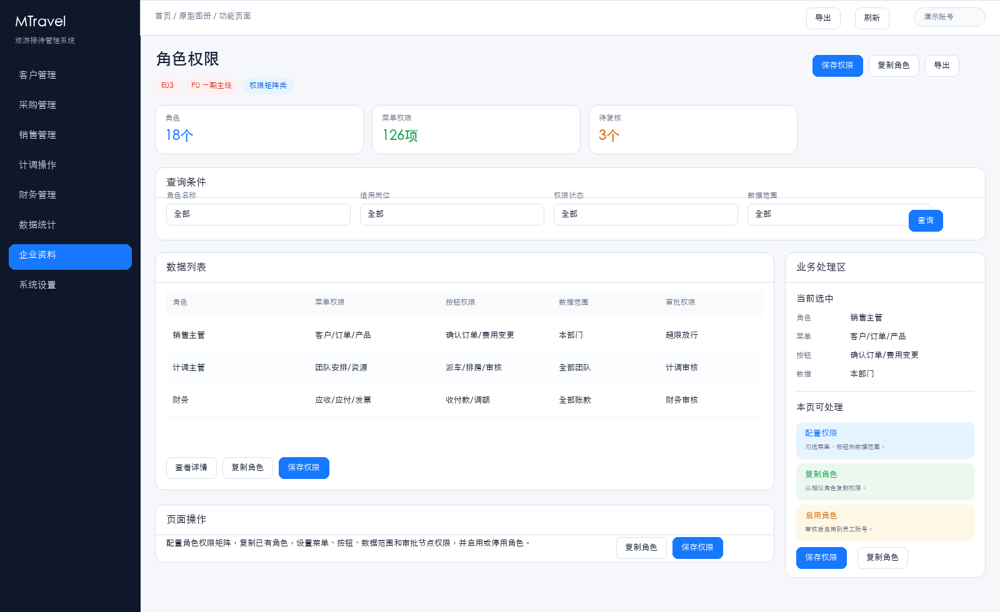 MTravel
旅游接待管理系统
客户管理
采购管理
销售管理
计调操作
财务管理
数据统计
企业资料
系统设置
首页 / 原型图册 / 功能页面
导出
刷新
演示账号
角色权限
保存权限
复制角色
导出
E03
P0 一期主线
权限矩阵类
角色
18个
菜单权限
126项
待复核
3个
查询条件
角色名称
适用岗位
权限状态
数据范围
全部
全部
全部
全部
查询
数据列表
角色 菜单权限 按钮权限 数据范围 审批权限
销售主管 客户/订单/产品 确认订单/费用变更 本部门 超限放行
计调主管 团队安排/资源 派车/排房/审核 全部团队 计调审核
财务 应收/应付/发票 收付款/调额 全部账款 财务审核
查看详情
复制角色
保存权限
页面操作
配置角色权限矩阵，复制已有角色，设置菜单、按钮、数据范围和审批节点权限，并启用或停用角色。
复制角色
保存权限
业务处理区
当前选中
角色 销售主管
菜单 客户/订单/产品
按钮 确认订单/费用变更
数据 本部门
本页可处理
配置权限
勾选菜单、按钮和数据范围。
复制角色
从相似角色复制权限。
启用角色
审核后启用到员工账号。
保存权限
复制角色